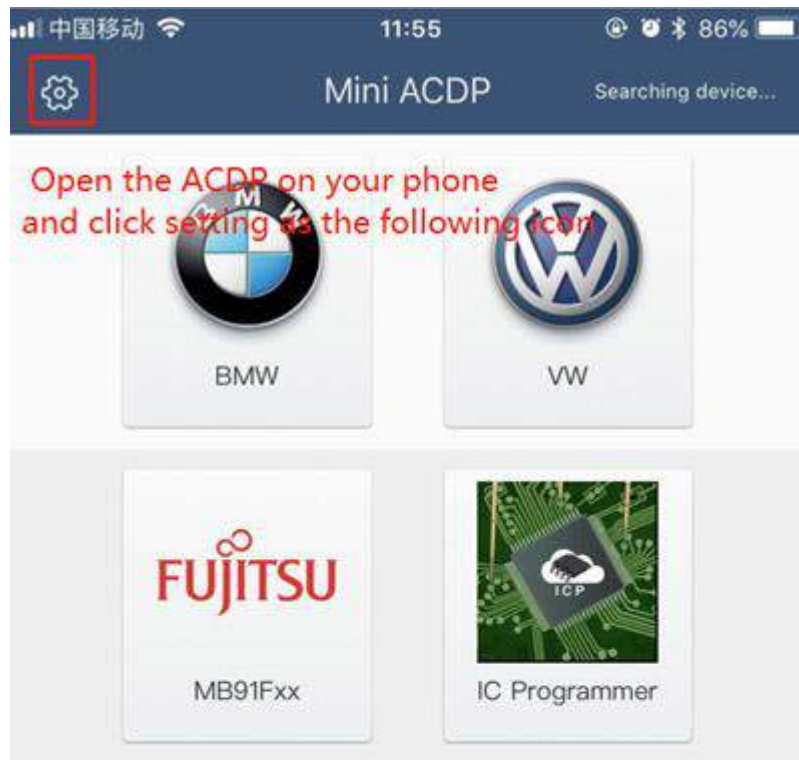 中国移动 11:55 86%
Mini ACDP Searching device...
Open the ACDP on your phone
and click setting as the following icon
BMW
BMW VW
FUJITSU ICP
MB91Fxx IC Programmer